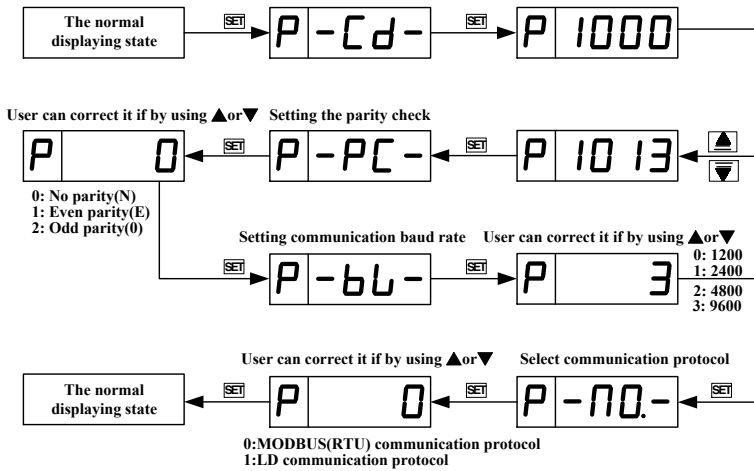 The normal
displaying state
SET
P -Cd-
SET
P 1000
User can correct it if by using ▲or▼
Setting the parity check
P 0
SET
P -PC-
SET
P 1013
0: No parity(N)
1: Even parity(E)
2: Odd parity(0)
Setting communication baud rate
User can correct it if by using ▲or▼
SET
P -bL-
SET
P 3
0: 1200
1: 2400
2: 4800
3: 9600
User can correct it if by using ▲or▼
Select communication protocol
The normal
displaying state
SET
P 0
SET
P -n0.-
SET
0:MODBUS(RTU) communication protocol
1:LD communication protocol